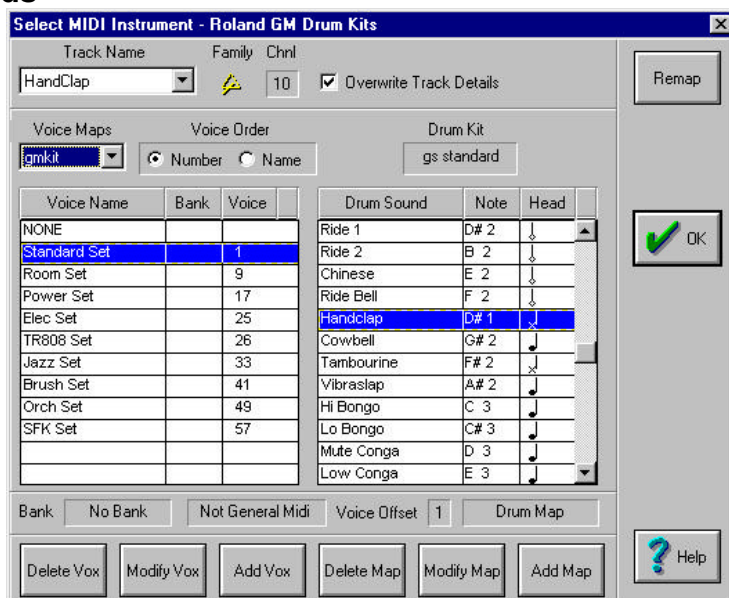 Select MIDI Instrument - Roland GM Drum Kits
Track Name Family Chnl
HandClap 10 Overwrite Track Details Remap
Voice Maps Voice Order Drum Kit
gmkit Number Name gs standard
Voice Name Bank Voice Drum Sound Note Head
NONE Ride 1 D# 2
Standard Set 1 Ride 2 B 2 OK
Room Set 9 Chinese E 2
Power Set 17 Ride Bell F 2
Elec Set 25 Handclap D# 1
TR808 Set 26 Cowbell G# 2
Jazz Set 33 Tambourine F# 2
Brush Set 41 Vibraslap A# 2
Orch Set 49 Hi Bongo C 3
SFK Set 57 Lo Bongo C# 3
Mute Conga D 3
Low Conga E 3
Bank No Bank Not General Midi Voice Offset 1 Drum Map
Delete Vox Modify Vox Add Vox Delete Map Modify Map Add Map Help